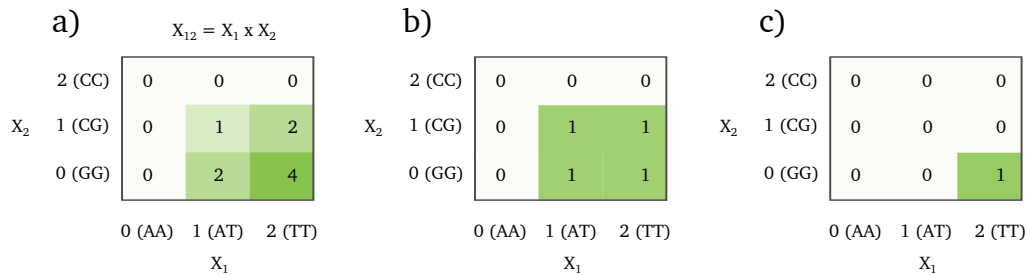 a)
X₁₂ = X₁ x X₂
2 (CC) 0 0 0
X₂ 1 (CG) 0 1 2
0 (GG) 0 2 4
0 (AA) 1 (AT) 2 (TT)
X₁
b)
2 (CC) 0 0 0
X₂ 1 (CG) 0 1 1
0 (GG) 0 1 1
0 (AA) 1 (AT) 2 (TT)
X₁
c)
2 (CC) 0 0 0
X₂ 1 (CG) 0 0 0
0 (GG) 0 0 1
0 (AA) 1 (AT) 2 (TT)
X₁